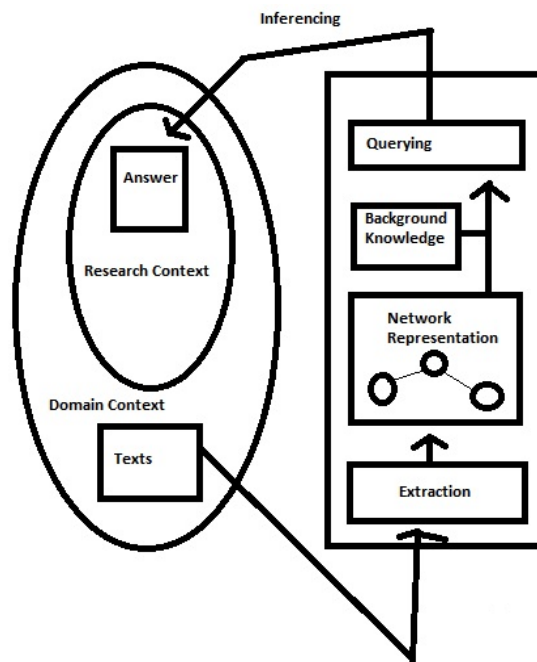 Inferencing
Querying
Answer
Background
Knowledge
Research Context
Network
Representation
Domain Context
Texts
Extraction